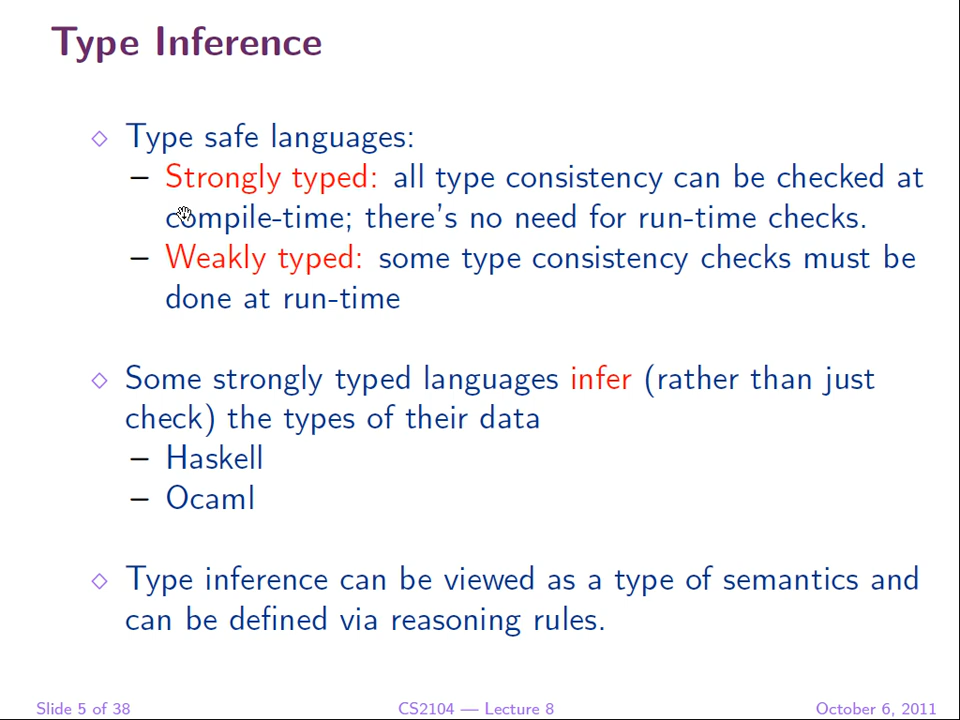 Type Inference
◇ Type safe languages:
– Strongly typed: all type consistency can be checked at
compile-time; there's no need for run-time checks.
– Weakly typed: some type consistency checks must be
done at run-time
◇ Some strongly typed languages infer (rather than just
check) the types of their data
– Haskell
– Ocaml
◇ Type inference can be viewed as a type of semantics and
can be defined via reasoning rules.
Slide 5 of 38 CS2104 — Lecture 8 October 6, 2011